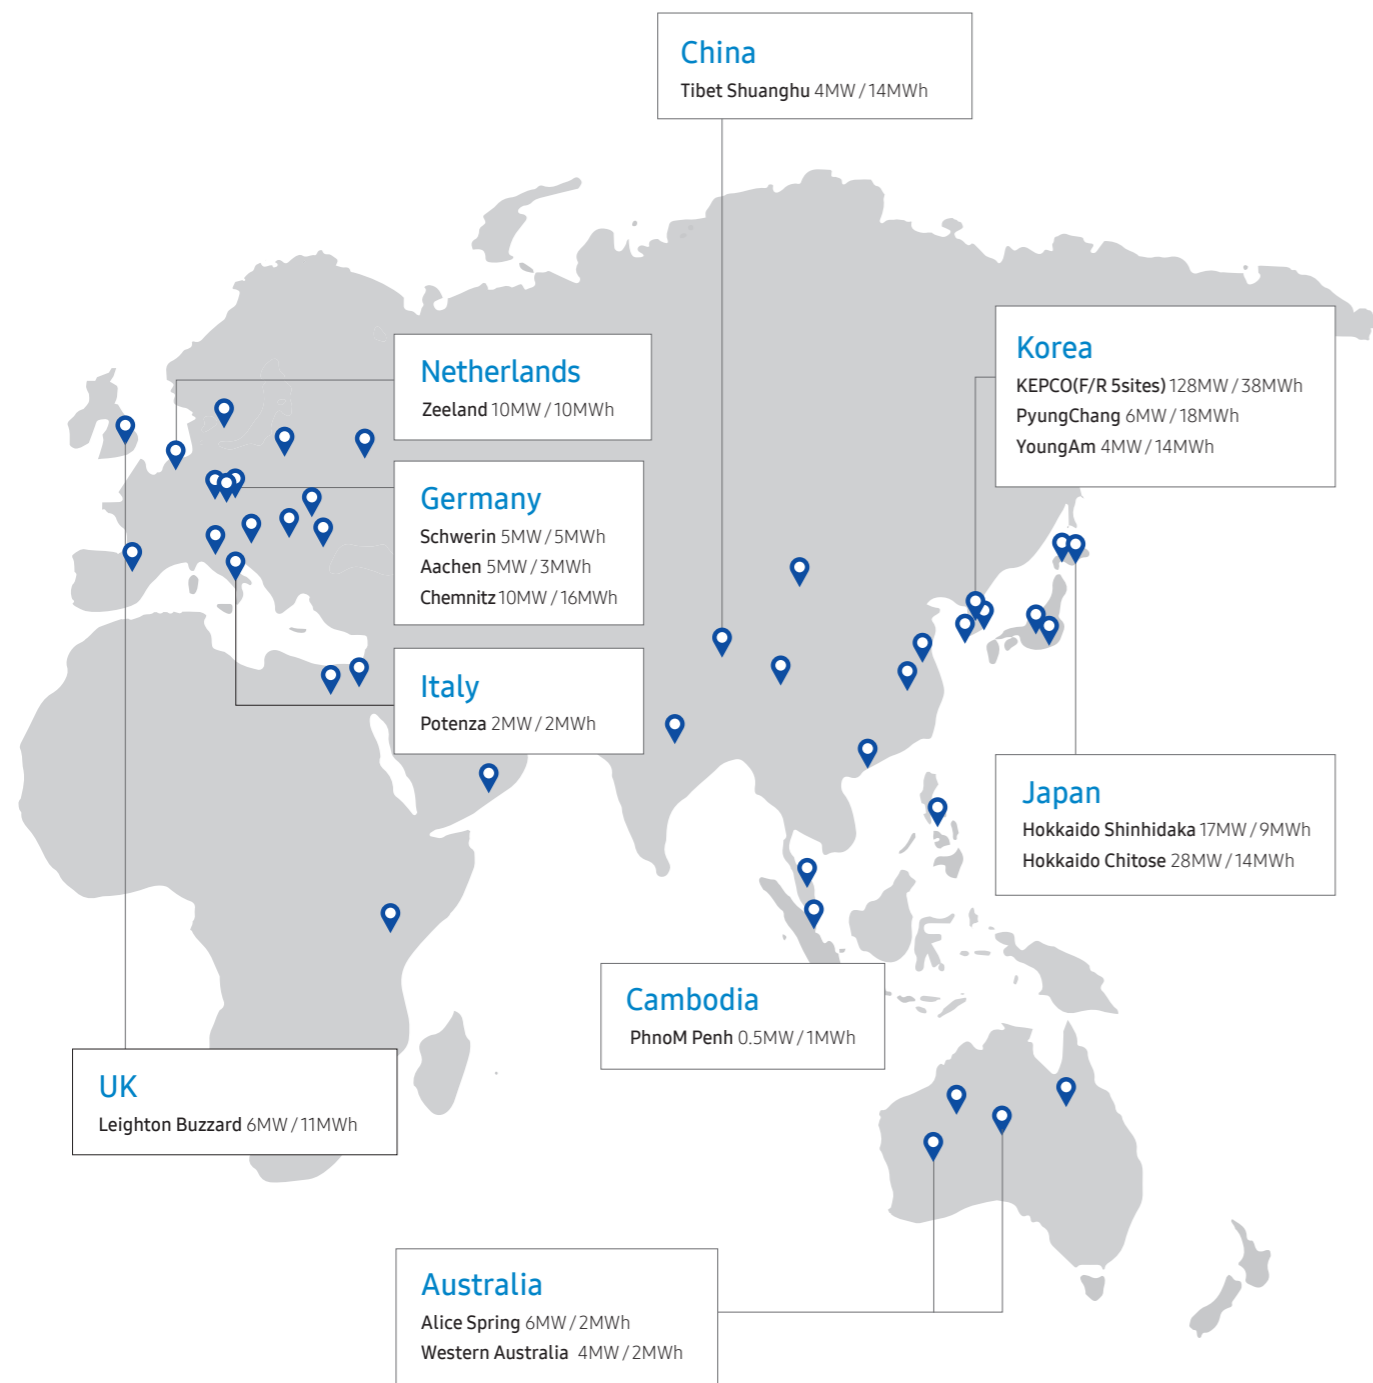 China
Tibet Shuanghu 4MW / 14MWh
Netherlands
Zeeland 10MW / 10MWh
Germany
Schwerin 5MW / 5MWh
Aachen 5MW / 3MWh
Chemnitz 10MW / 16MWh
Italy
Potenza 2MW / 2MWh
Korea
KEPCO(F/R 5sites) 128MW / 38MWh
PyungChang 6MW / 18MWh
YoungAm 4MW / 14MWh
Japan
Hokkaido Shinhidaka 17MW / 9MWh
Hokkaido Chitose 28MW / 14MWh
Cambodia
PhnoM Penh 0.5MW / 1MWh
UK
Leighton Buzzard 6MW / 11MWh
Australia
Alice Spring 6MW / 2MWh
Western Australia 4MW / 2MWh